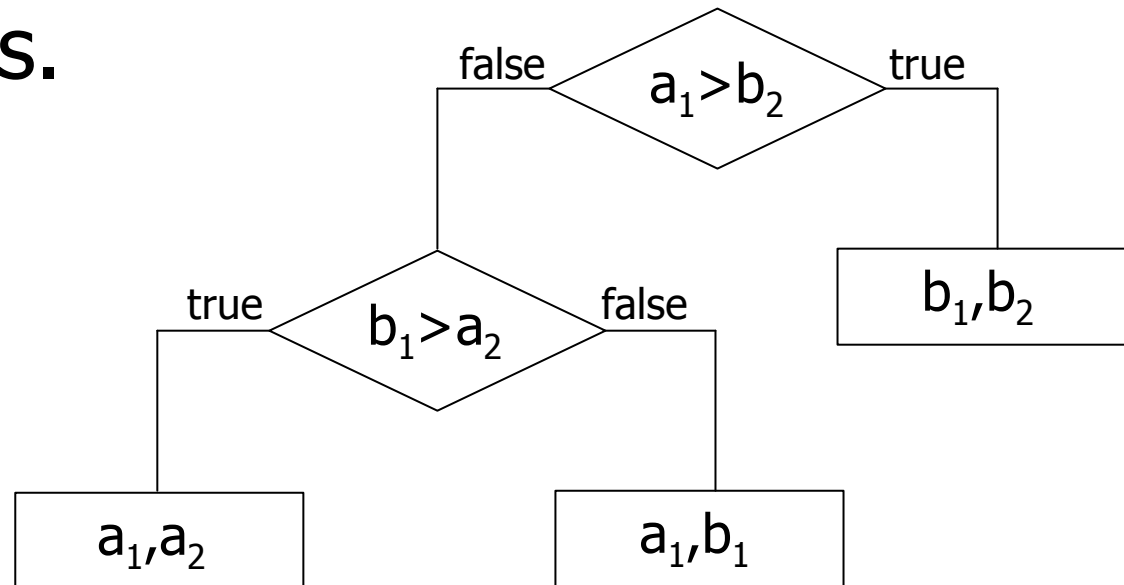 s.
false
a₁>b₂
true
true
b₁>a₂
false
b₁,b₂
a₁,a₂
a₁,b₁